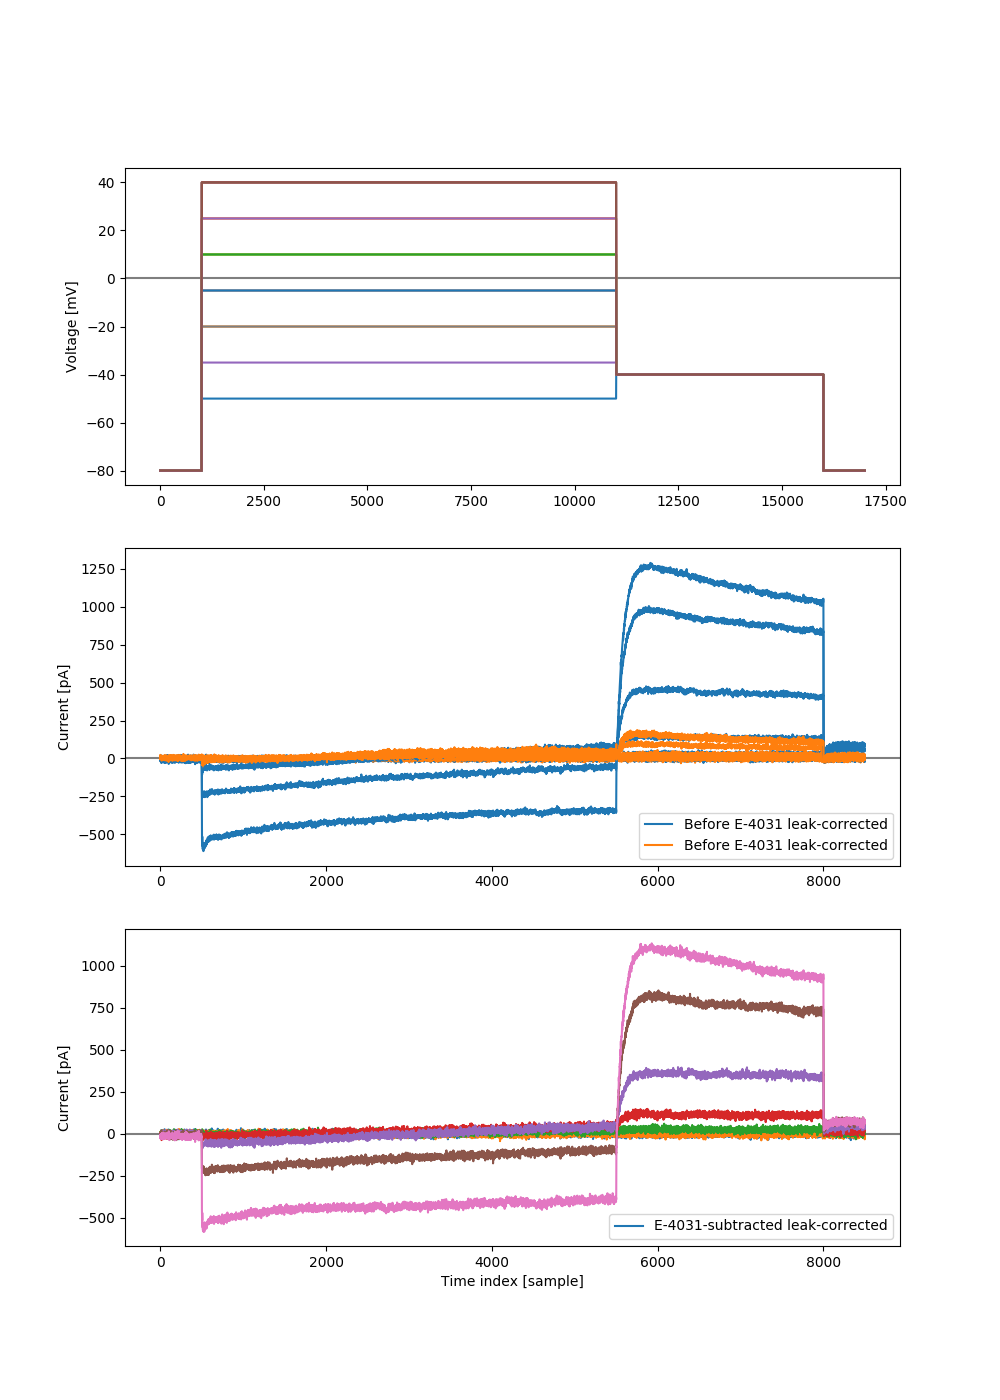 40
20
0
−20
−40
−60
−80
Voltage [mV]
0 2500 5000 7500 10000 12500 15000 17500
1250
1000
750
500
250
0
−250
−500
Current [pA]
Before E-4031 leak-corrected
Before E-4031 leak-corrected
0 2000 4000 6000 8000
1000
750
500
250
0
−250
−500
Current [pA]
E-4031-subtracted leak-corrected
0 2000 4000 6000 8000
Time index [sample]